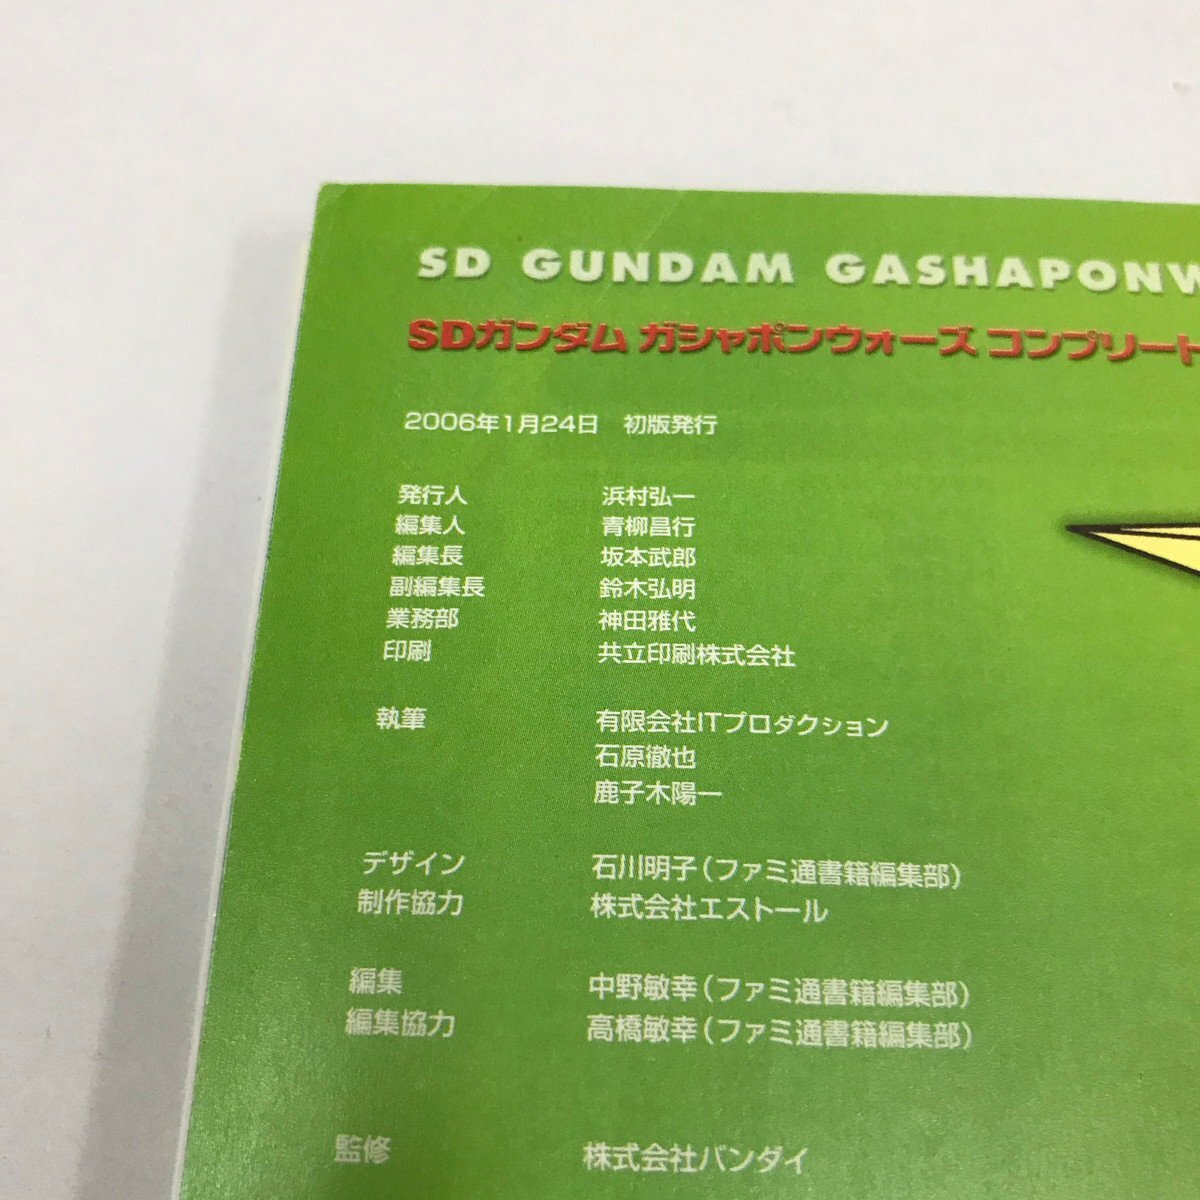 SD GUNDAM GASHAPONW
SDガンダム ガシャポンウォーズ コンプリート
2006年1月24日 初版発行
発行人 浜村弘一
編集人 青柳昌行
編集長 坂本武郎
副編集長 鈴木弘明
業務部 神田雅代
印刷 共立印刷株式会社
執筆 有限会社ITプロダクション
石原徹也
鹿子木陽一
デザイン 石川明子(ファミ通書籍編集部)
制作協力 株式会社エストール
編集 中野敏幸(ファミ通書籍編集部)
編集協力 高橋敏幸(ファミ通書籍編集部)
監修 株式会社バンダイ